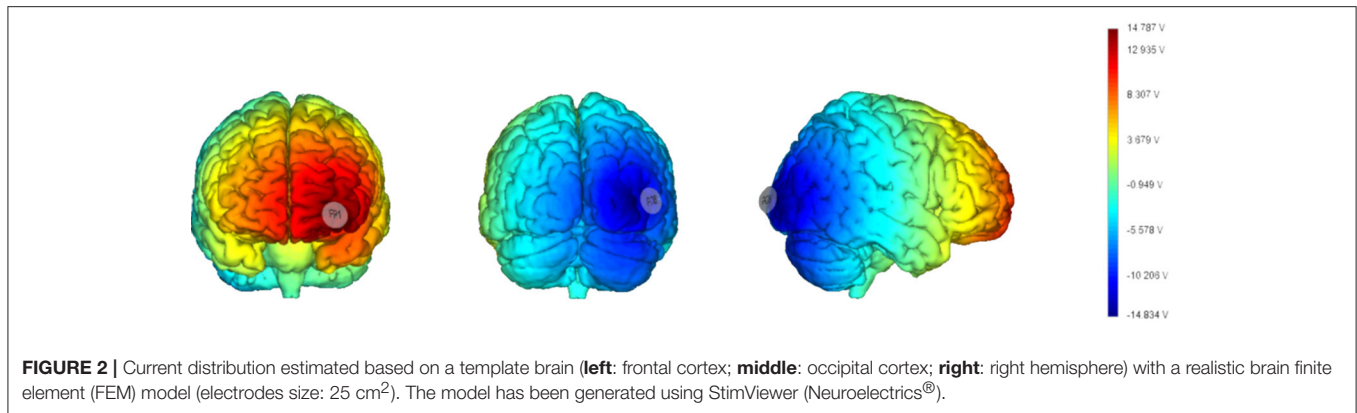 14 787 V
12 935 V
8.307 V
3 679 V
-0.949 V
-5 578 V
-10 206 V
-14 834 V
FP1
FIGURE 2 | Current distribution estimated based on a template brain (left: frontal cortex; middle: occipital cortex; right: right hemisphere) with a realistic brain finite
element (FEM) model (electrodes size: 25 cm²). The model has been generated using StimViewer (Neuroelectrics®).